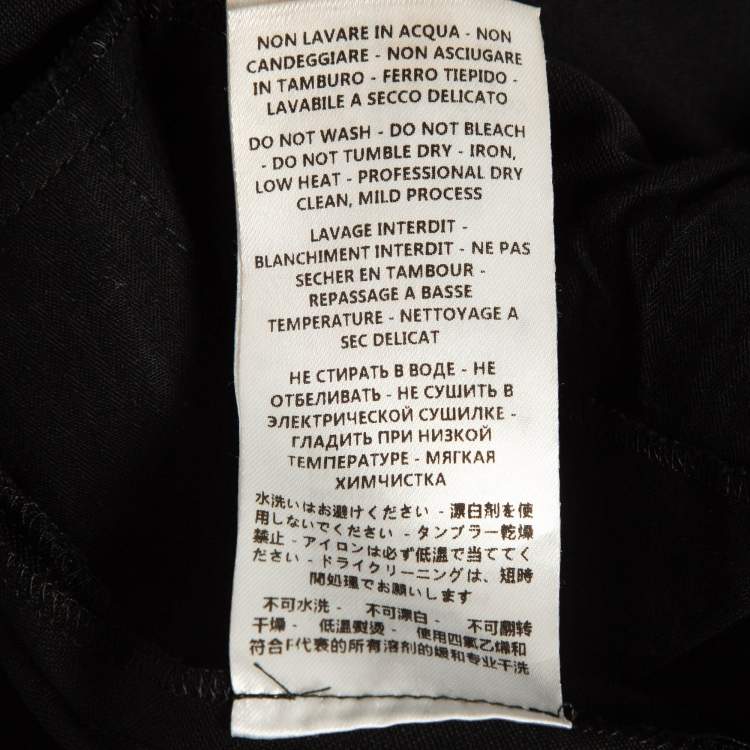 NON LAVARE IN ACQUA - NON
CANDEGGIARE - NON ASCIUGARE
IN TAMBURO - FERRO TIEPIDO -
LAVABILE A SECCO DELICATO
DO NOT WASH - DO NOT BLEACH
- DO NOT TUMBLE DRY - IRON,
LOW HEAT - PROFESSIONAL DRY
CLEAN, MILD PROCESS
LAVAGE INTERDIT -
BLANCHIMENT INTERDIT - NE PAS
SECHER EN TAMBOUR -
REPASSAGE A BASSE
TEMPERATURE - NETTOYAGE A
SEC DELICAT
НЕ СТИРАТЬ В ВОДЕ - НЕ
ОТБЕЛИВАТЬ - НЕ СУШИТЬ В
ЭЛЕКТРИЧЕСКОЙ СУШИЛКЕ -
ГЛАДИТЬ ПРИ НИЗКОЙ
ТЕМПЕРАТУРЕ - МЯГКАЯ
ХИМЧИСТКА
水洗いはお避けください - 漂白剤を使
用しないでください - タンブラー乾燥
禁止 - アイロンは必ず低温で当ててく
ださい - ドライクリーニングは、短時
間処理でお願いします
不可水洗 - 不可漂白 - 不可翻转
干燥 - 低温熨烫 - 使用四氯乙烯和
符合F代表的所有溶剂的缓和专业干洗